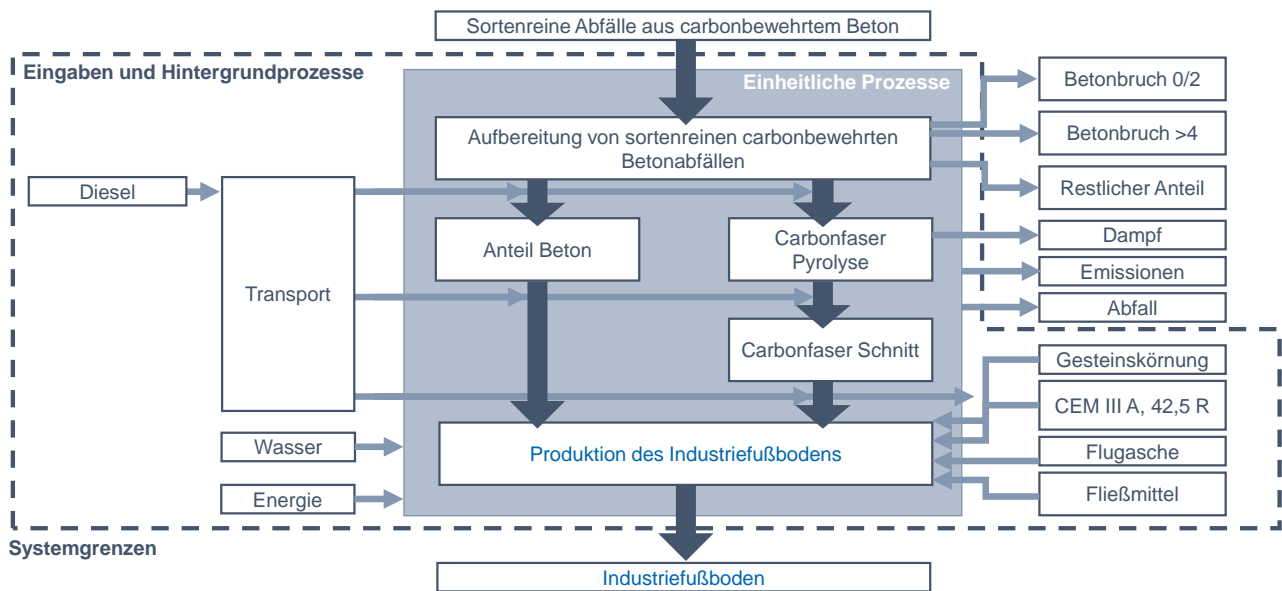 Sortenreine Abfälle aus carbonbewehrtem Beton
Eingaben und Hintergrundprozesse
Einheitliche Prozesse
Betonbruch 0/2
Aufbereitung von sortenreinen carbonbewehrten
Betonabfällen
Betonbruch >4
Diesel
Restlicher Anteil
Anteil Beton
Carbonfaser
Pyrolyse
Dampf
Emissionen
Transport
Abfall
Carbonfaser Schnitt
Gesteinskörnung
CEM III A, 42,5 R
Wasser
Produktion des Industriefußbodens
Flugasche
Energie
Fließmittel
Systemgrenzen
Industriefußboden